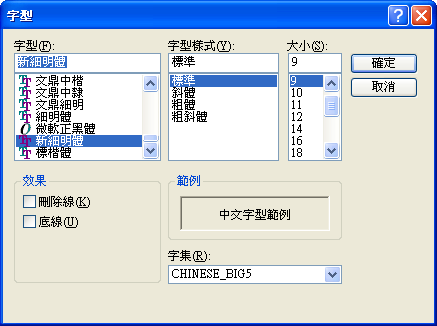 字型
字型(F):
新細明體
文鼎中楷
文鼎中隸
文鼎細明
細明體
微軟正黑體
新細明體
標楷體
字型樣式(Y):
標準
標準
斜體
粗體
粗斜體
大小(S):
9
9
10
11
12
14
16
18
確定
取消
效果
刪除線(K)
底線(U)
範例
中文字型範例
字集(R):
CHINESE_BIG5